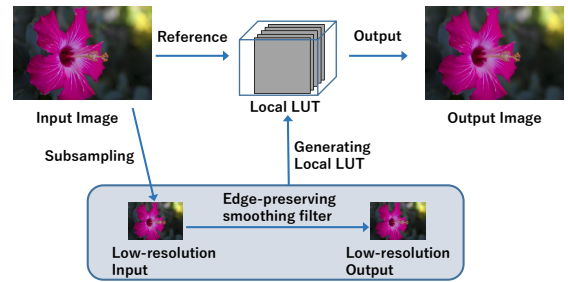 Reference
Output
Input Image
Local LUT
Output Image
Subsampling
Generating
Local LUT
Edge-preserving
smoothing filter
Low-resolution
Input
Low-resolution
Output